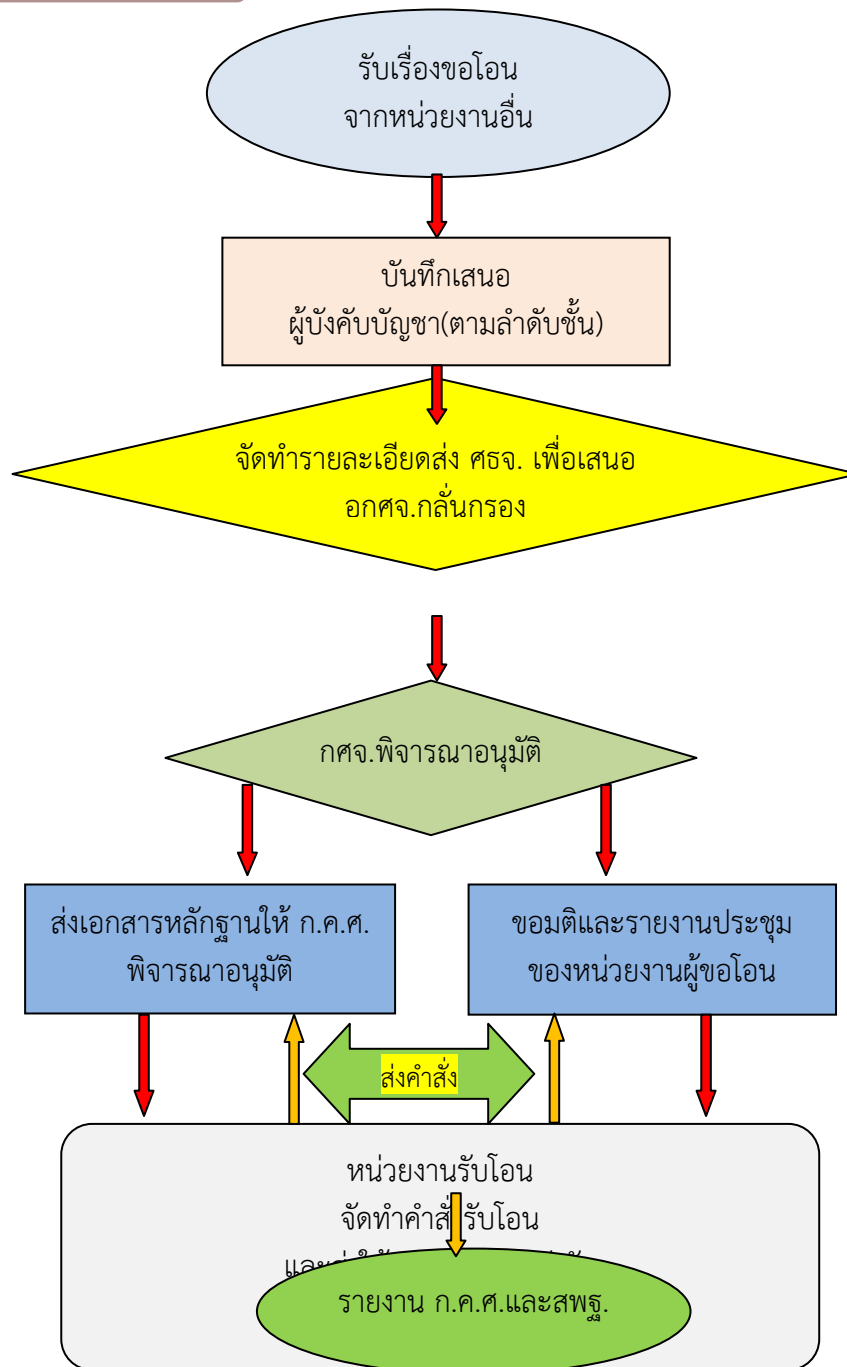 รับเรื่องขอโอน
จากหน่วยงานอื่น
บันทึกเสนอ
ผู้บังคับบัญชา(ตามลำดับชั้น)
จัดทำรายละเอียดส่ง ศธจ. เพื่อเสนอ
อกศจ.กลั่นกรอง
กศจ.พิจารณาอนุมัติ
ส่งเอกสารหลักฐานให้ ก.ค.ศ.
พิจารณาอนุมัติ
ขอมติและรายงานประชุม
ของหน่วยงานผู้ขอโอน
ส่งคำสั่ง
หน่วยงานรับโอน
จัดทำคำสั่งรับโอน
รายงาน ก.ค.ศ.และสพฐ.